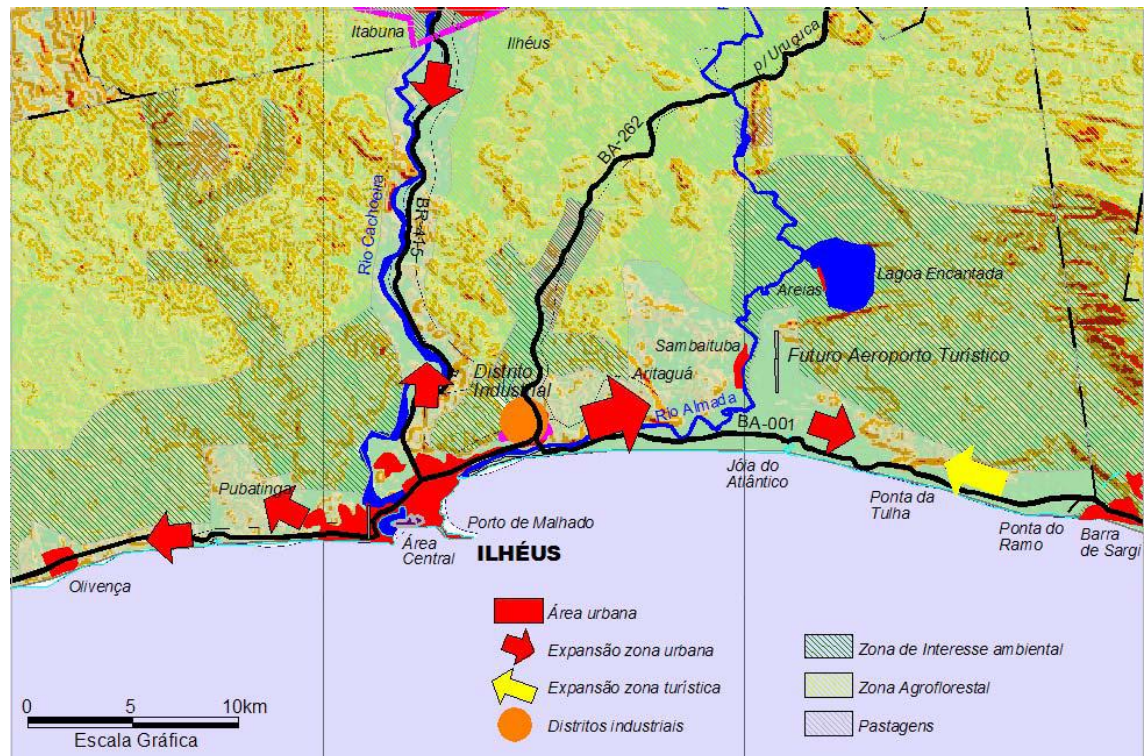 Itabuna
Ilhéus
p/ Uruçuca
BA-262
Rio Cachoeira
BR-415
Lagoa Encantada
Areias
Sambaituba
Futuro Aeroporto Turístico
Distrito
Industrial
Aritaguá
Rio Almada
BA-001
Pubatinga
Jóia do
Atlântico
Ponta da
Tulha
Ponta do
Ramo
Barra
de Sargi
Porto de Malhado
Área
Central
ILHÉUS
Olivença
Área urbana
Expansão zona urbana
Expansão zona turística
Distritos industriais
Zona de Interesse ambiental
Zona Agroflorestal
Pastagens
0 5 10km
Escala Gráfica